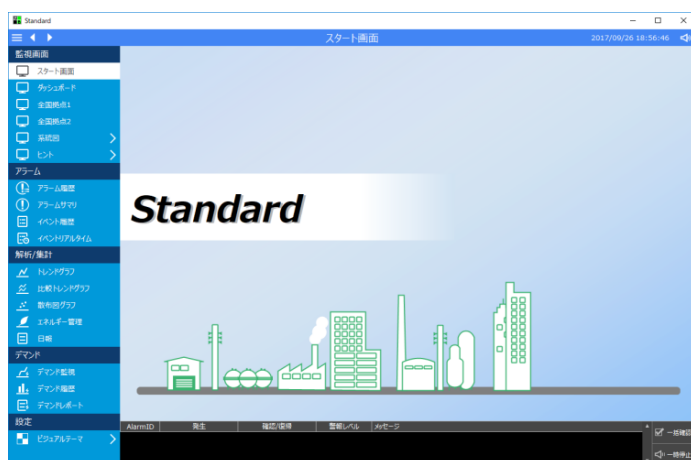 Standard
スタート画面
2017/09/26 18:56:46
監視画面
スタート画面
ダッシュボード
全国拠点1
全国拠点2
系統図
ヒント
アラーム
アラーム履歴
アラームサマリ
イベント履歴
イベントリアルタイム
解析/集計
トレンドグラフ
比較トレンドグラフ
散布図グラフ
エネルギー管理
日報
デマンド
デマンド監視
デマンド履歴
デマンドレポート
設定
ビジュアルテーマ
Standard
AlarmID 発生 確認/復帰 警報レベル メッセージ
一括確認
一時停止